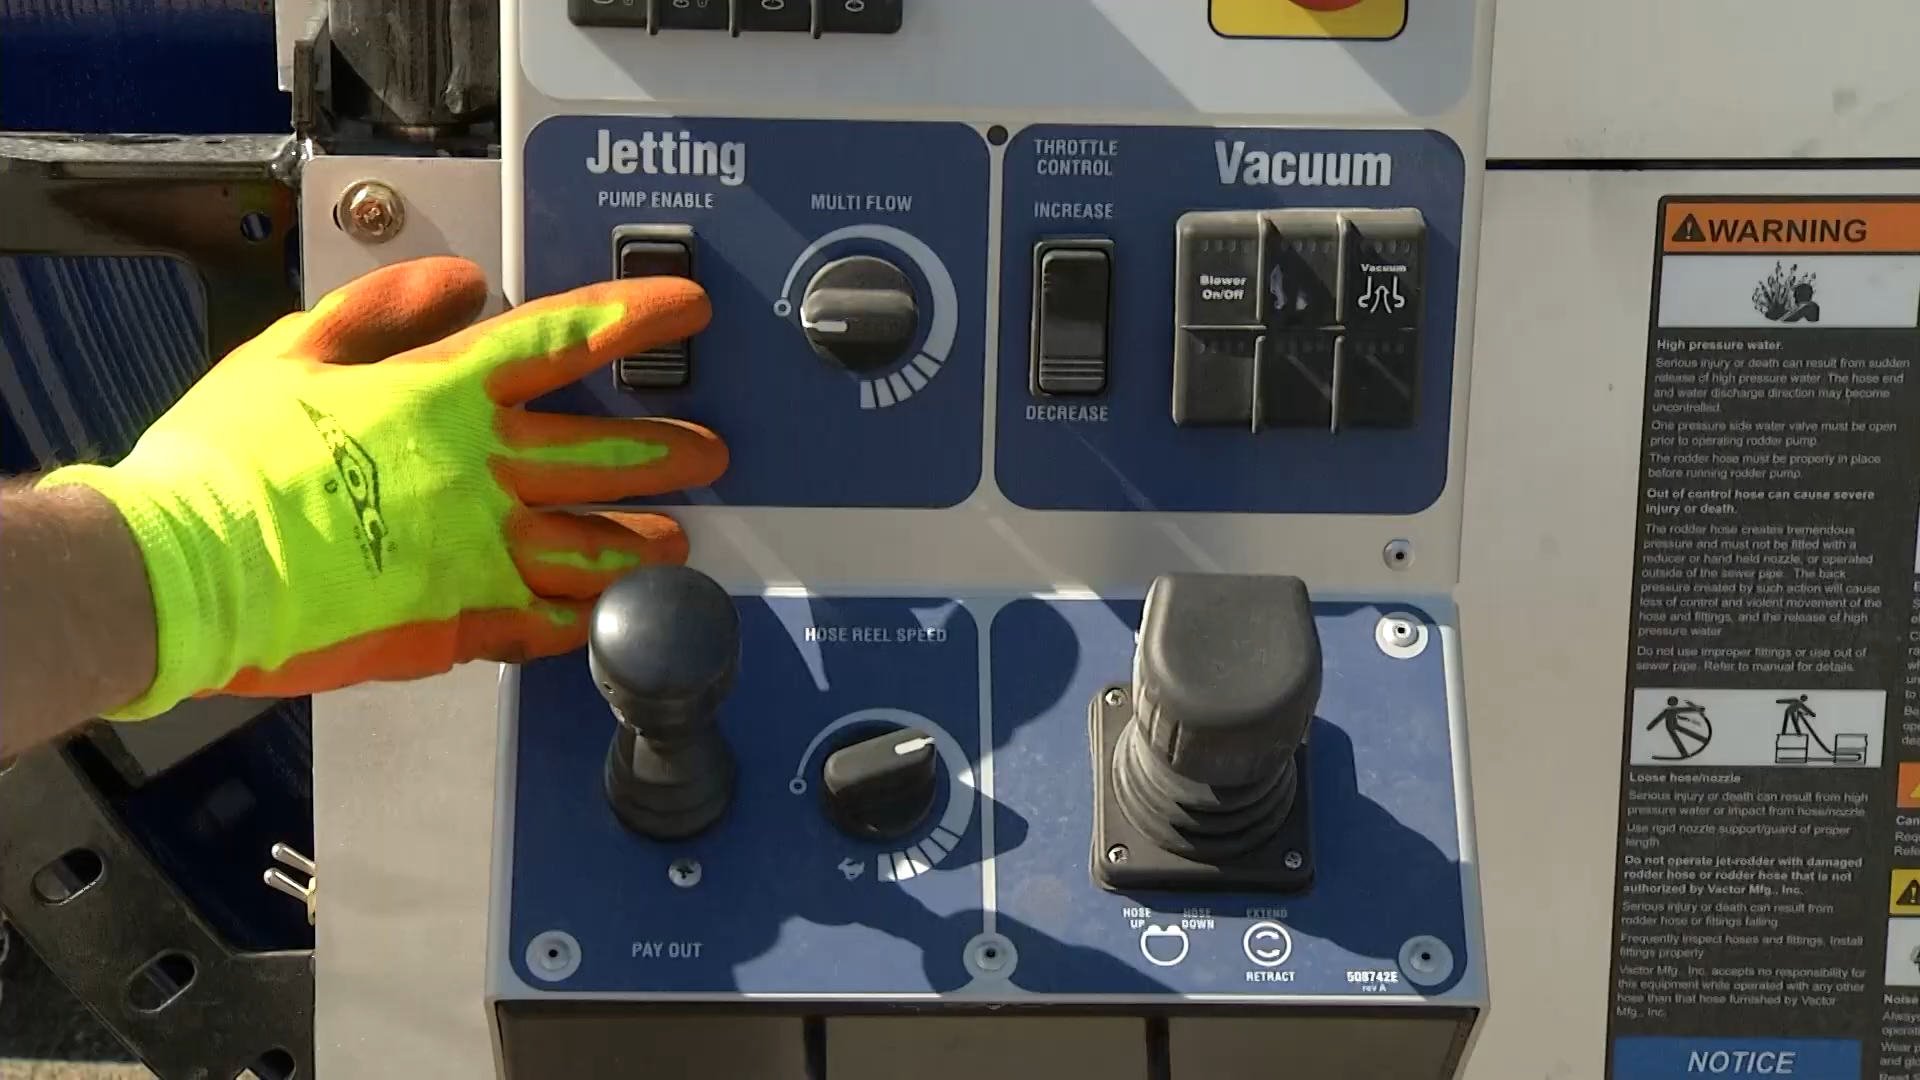 Jetting
PUMP ENABLE
MULTI FLOW
THROTTLE
CONTROL
INCREASE
DECREASE
Vacuum
Blower
On/Off
Vacuum
HOSE REEL SPEED
PAY OUT
HOSE
UP
HOSE
DOWN
EXTEND
RETRACT
508742E
rev A
WARNING
High pressure water.
Serious injury or death can result from sudden
release of high pressure water. The hose end
and water discharge direction may become
uncontrolled.
One pressure side water valve must be open
prior to operating rodder pump.
The rodder hose must be properly in place
before running rodder pump.
Out of control hose can cause severe
injury or death.
The rodder hose creates tremendous
pressure and must not be fitted with a
reducer or hand held nozzle, or operated
outside of the sewer pipe. The back
pressure created by such action will cause
loss of control and violent movement of the
hose and fittings, and the release of high
pressure water.
Do not use improper fittings or use out of
sewer pipe. Refer to manual for details.
Loose hose/nozzle
Serious injury or death can result from high
pressure water or impact from hose/nozzle.
Use rigid nozzle support/guard of proper
length.
Do not operate jet-rodder with damaged
rodder hose or rodder hose that is not
authorized by Vactor Mfg., Inc.
Serious injury or death can result from
rodder hose or fittings failing.
Frequently inspect hoses and fittings. Install
fittings properly.
Vactor Mfg., Inc. accepts no responsibility for
this equipment while operated with any other
hose than that hose furnished by Vactor
Mfg., Inc.
NOTICE